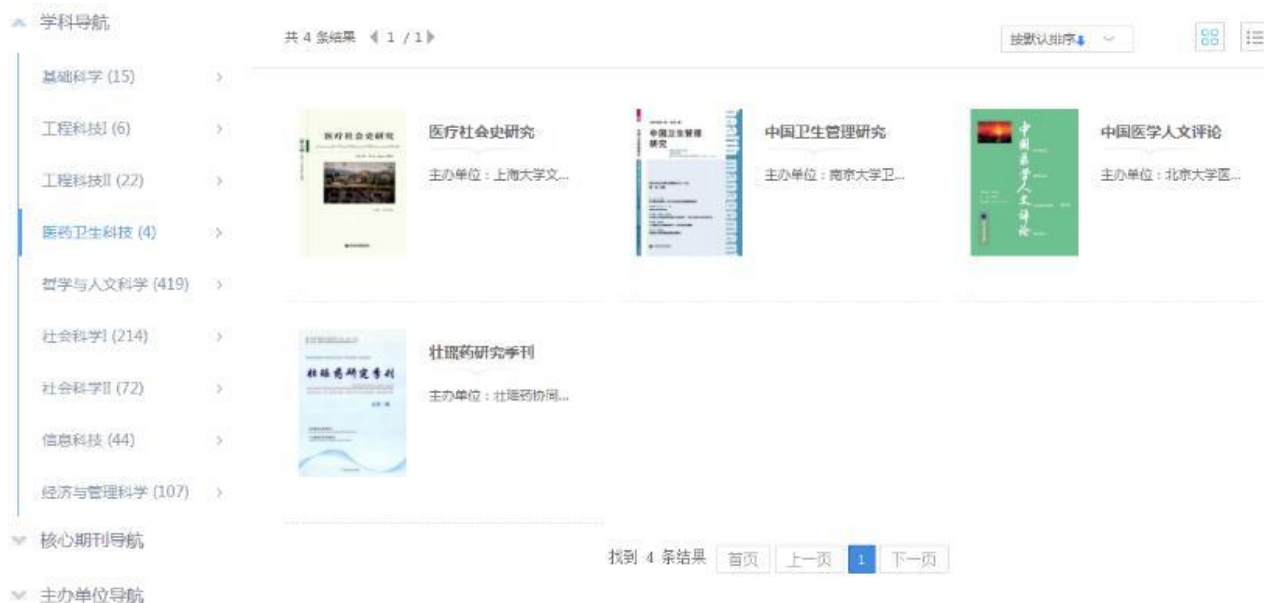 学科导航
共 4 条结果 1 / 1
按默认排序
基础科学 (15)
工程科技I (6)
工程科技II (22)
医药卫生科技 (4)
哲学与人文科学 (419)
社会科学I (214)
社会科学II (72)
信息科技 (44)
经济与管理科学 (107)
核心期刊导航
主办单位导航
医疗社会史研究
医疗社会史研究
主办单位：上海大学文...
中国卫生管理
研究
health management
中国卫生管理研究
主办单位：南京大学卫...
中国医学人文评论
中国医学人文评论
主办单位：北京大学医...
壮瑶药研究季刊
壮瑶药研究季刊
主办单位：壮瑶药协同...
找到 4 条结果 首页 上一页 1 下一页